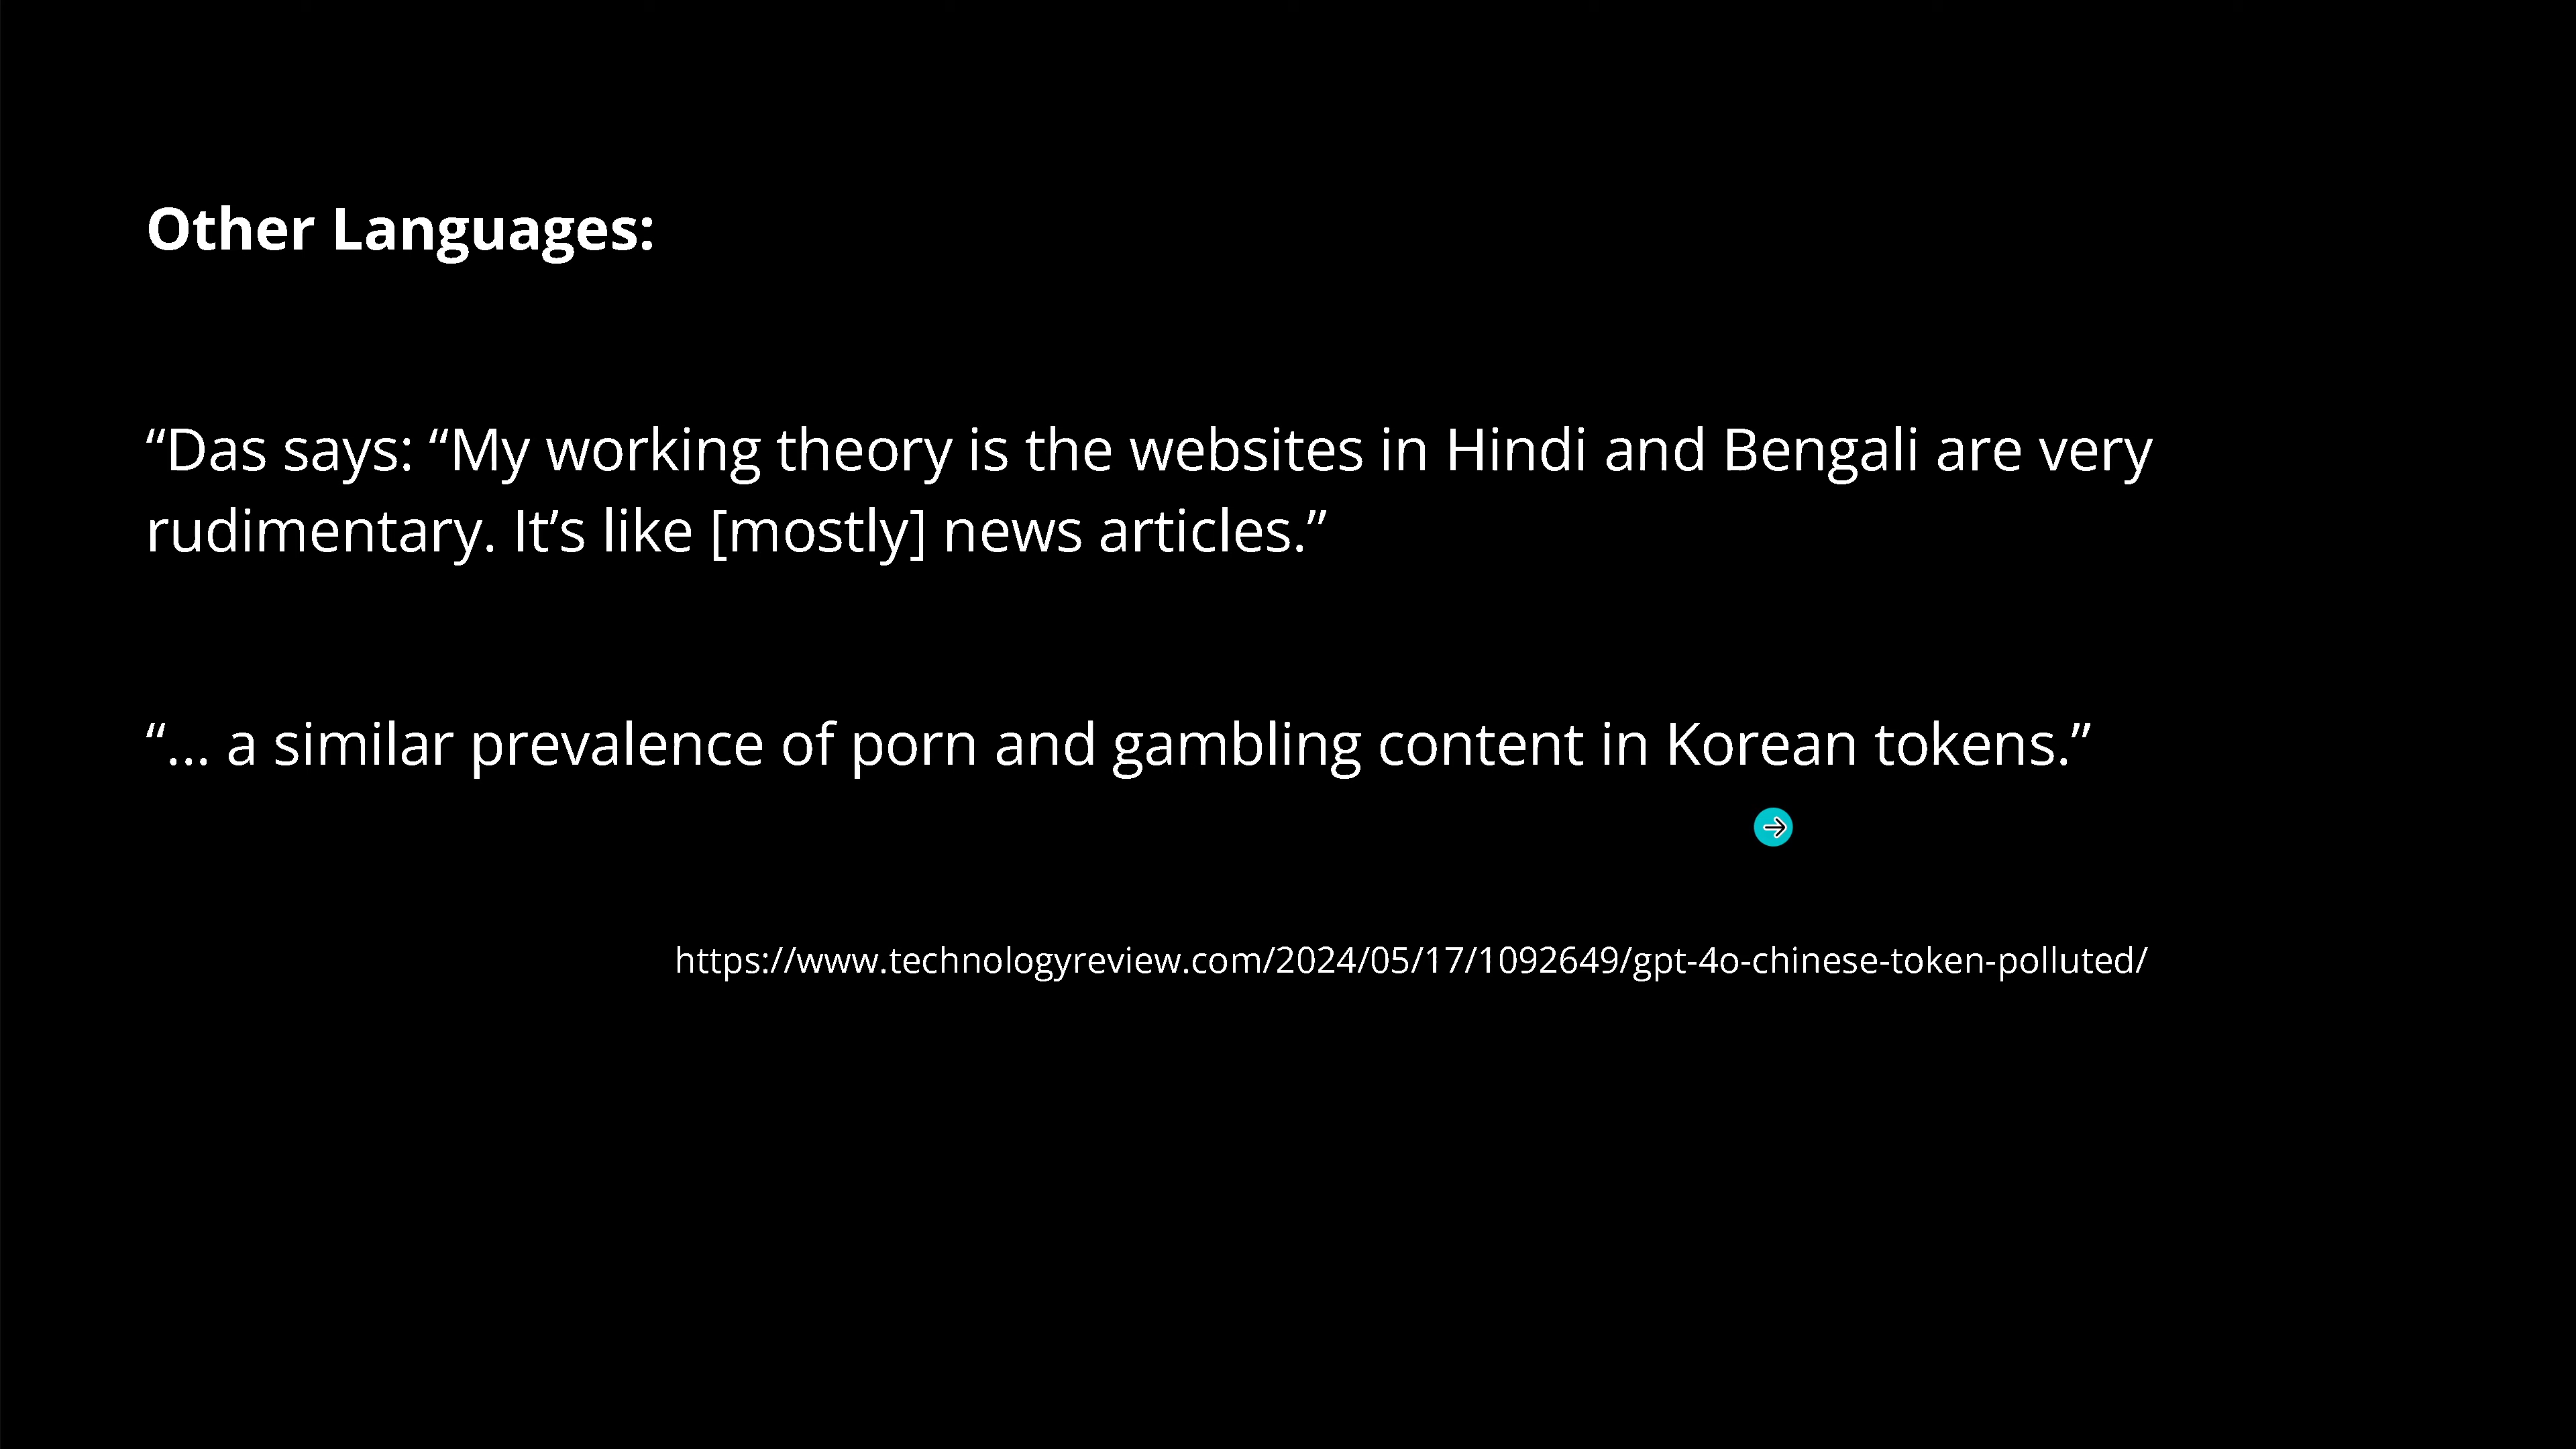 Other Languages:
“Das says: “My working theory is the websites in Hindi and Bengali are very
rudimentary. It’s like [mostly] news articles.”
“... a similar prevalence of porn and gambling content in Korean tokens.”
https://www.technologyreview.com/2024/05/17/1092649/gpt-4o-chinese-token-polluted/